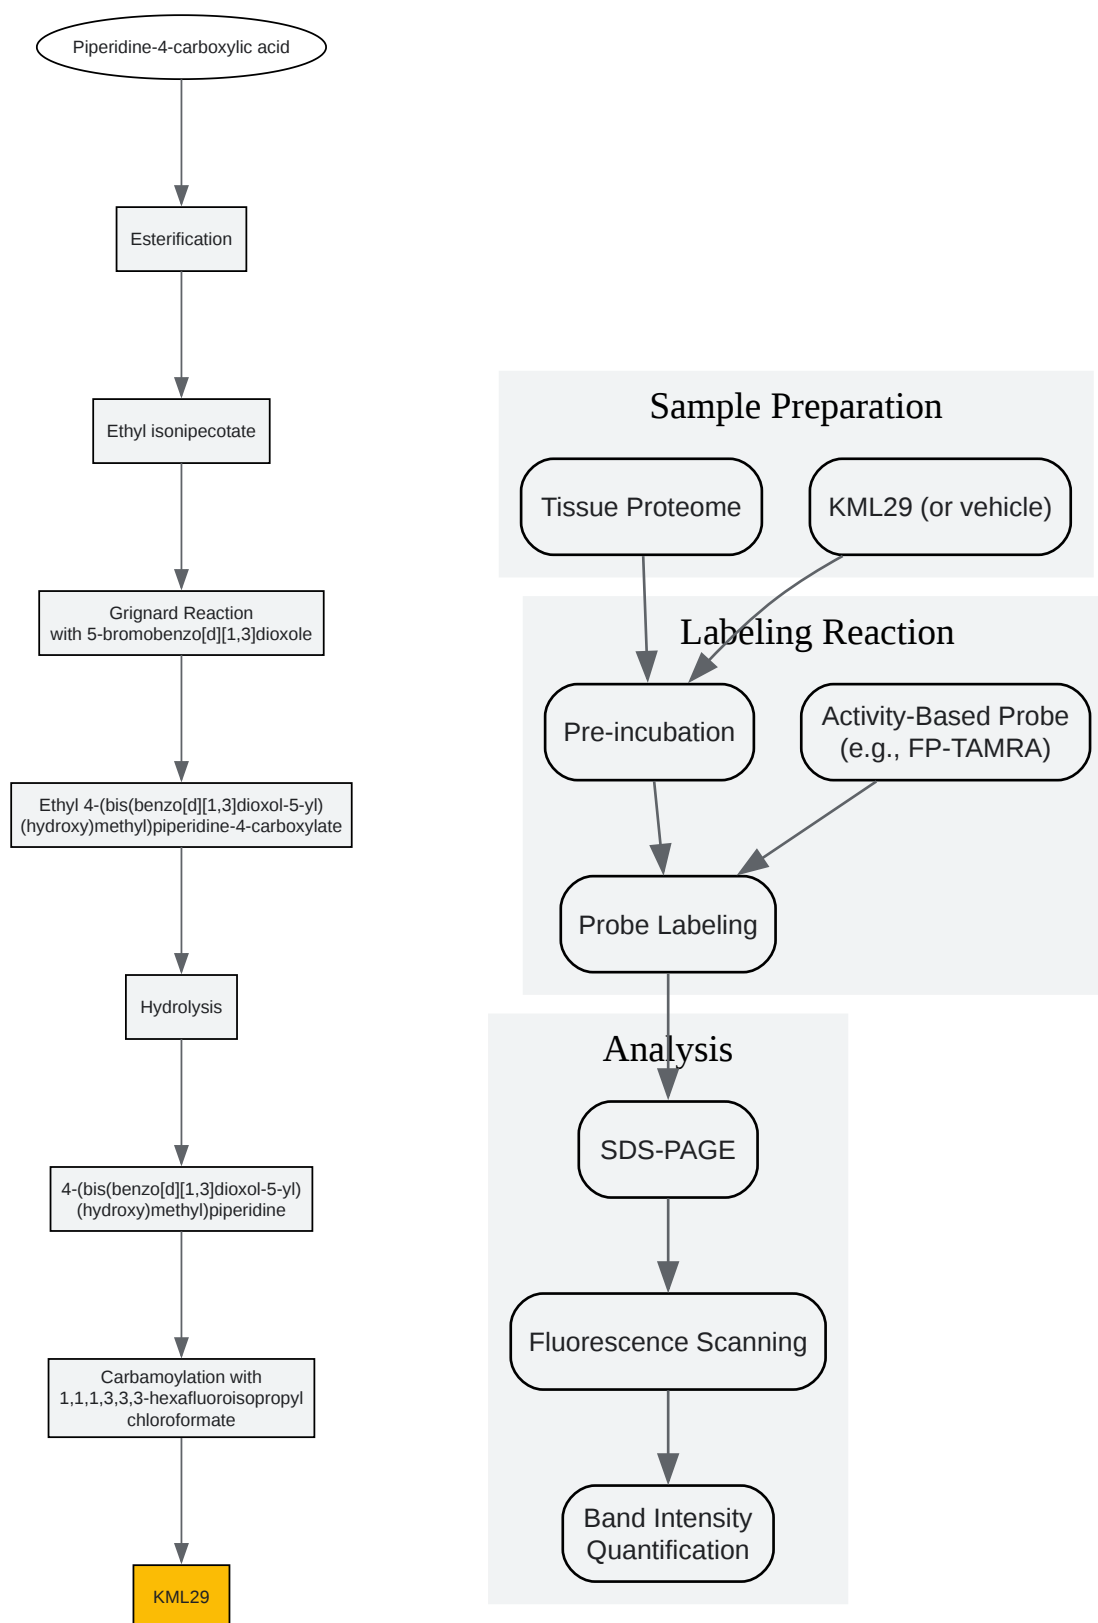 Piperidine-4-carboxylic acid
Esterification
Ethyl isonipecotate
Grignard Reaction
with 5-bromobenzo[d][1,3]dioxole
Ethyl 4-(bis(benzo[d][1,3]dioxol-5-yl)
(hydroxy)methyl)piperidine-4-carboxylate
Hydrolysis
4-(bis(benzo[d][1,3]dioxol-5-yl)
(hydroxy)methyl)piperidine
Carbamoylation with
1,1,1,3,3,3-hexafluoroisopropyl
chloroformate
KML29
Sample Preparation
Tissue Proteome
KML29 (or vehicle)
Labeling Reaction
Pre-incubation
Activity-Based Probe
(e.g., FP-TAMRA)
Probe Labeling
Analysis
SDS-PAGE
Fluorescence Scanning
Band Intensity
Quantification